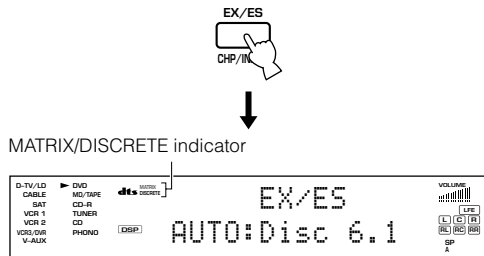 EX/ES
CHP/IN
MATRIX/DISCRETE indicator
D-TV/LD
CABLE
SAT
VCR 1
VCR 2
VCR3/DVR
V–AUX
DVD
MD/TAPE
CD-R
TUNER
CD
PHONO
dts MATRIX
DISCRETE
DSP
EX/ES
AUTO:Disc 6.1
VOLUME
LFE
L C R
RL RC RR
SP
A